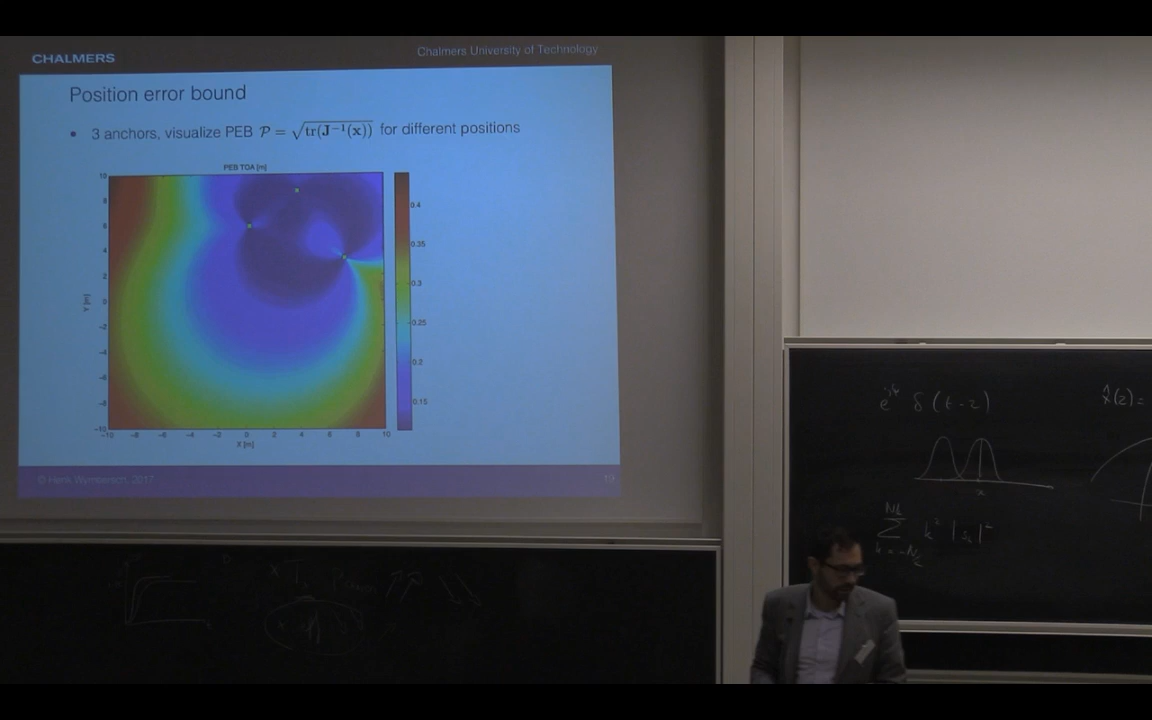 CHALMERS
Chalmers University of Technology
Position error bound
• 3 anchors, visualize PEB P = √tr(J⁻¹(x)) for different positions
PEB TOA [m]
10
8
6
4
2
0
-2
-4
-6
-8
-10
Y [m]
-10 -8 -6 -4 -2 0 2 4 6 8 10
X [m]
0.4
0.35
0.3
0.25
0.2
0.15
© Henk Wymeersch, 2017
δ(t-τ)
x